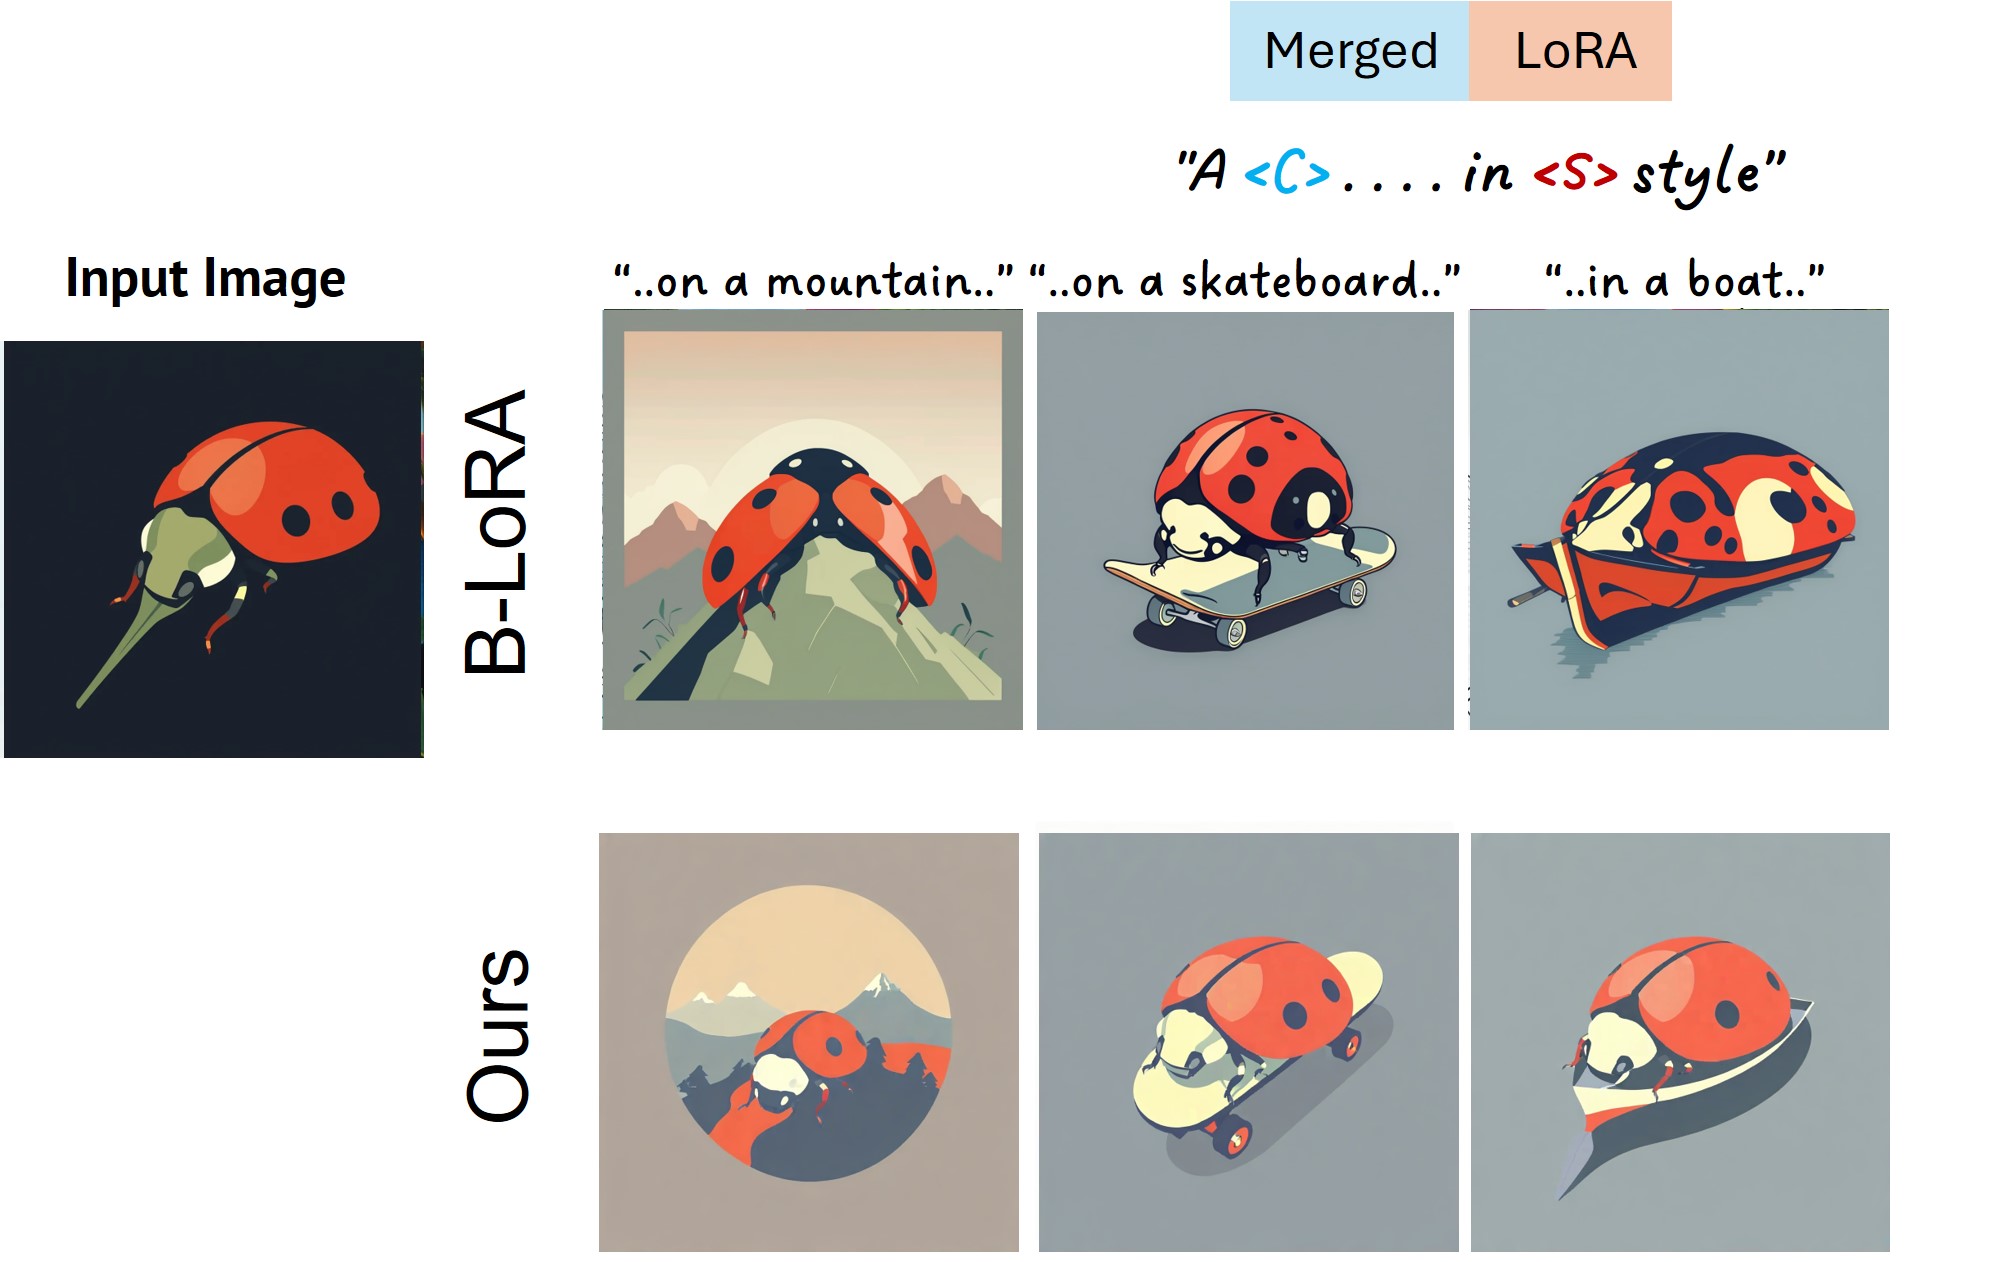 Merged LoRA
"A <C> . . . . in <S> style"
Input Image
"..on a mountain.." "..on a skateboard.." "..in a boat.."
B-LoRA
Ours